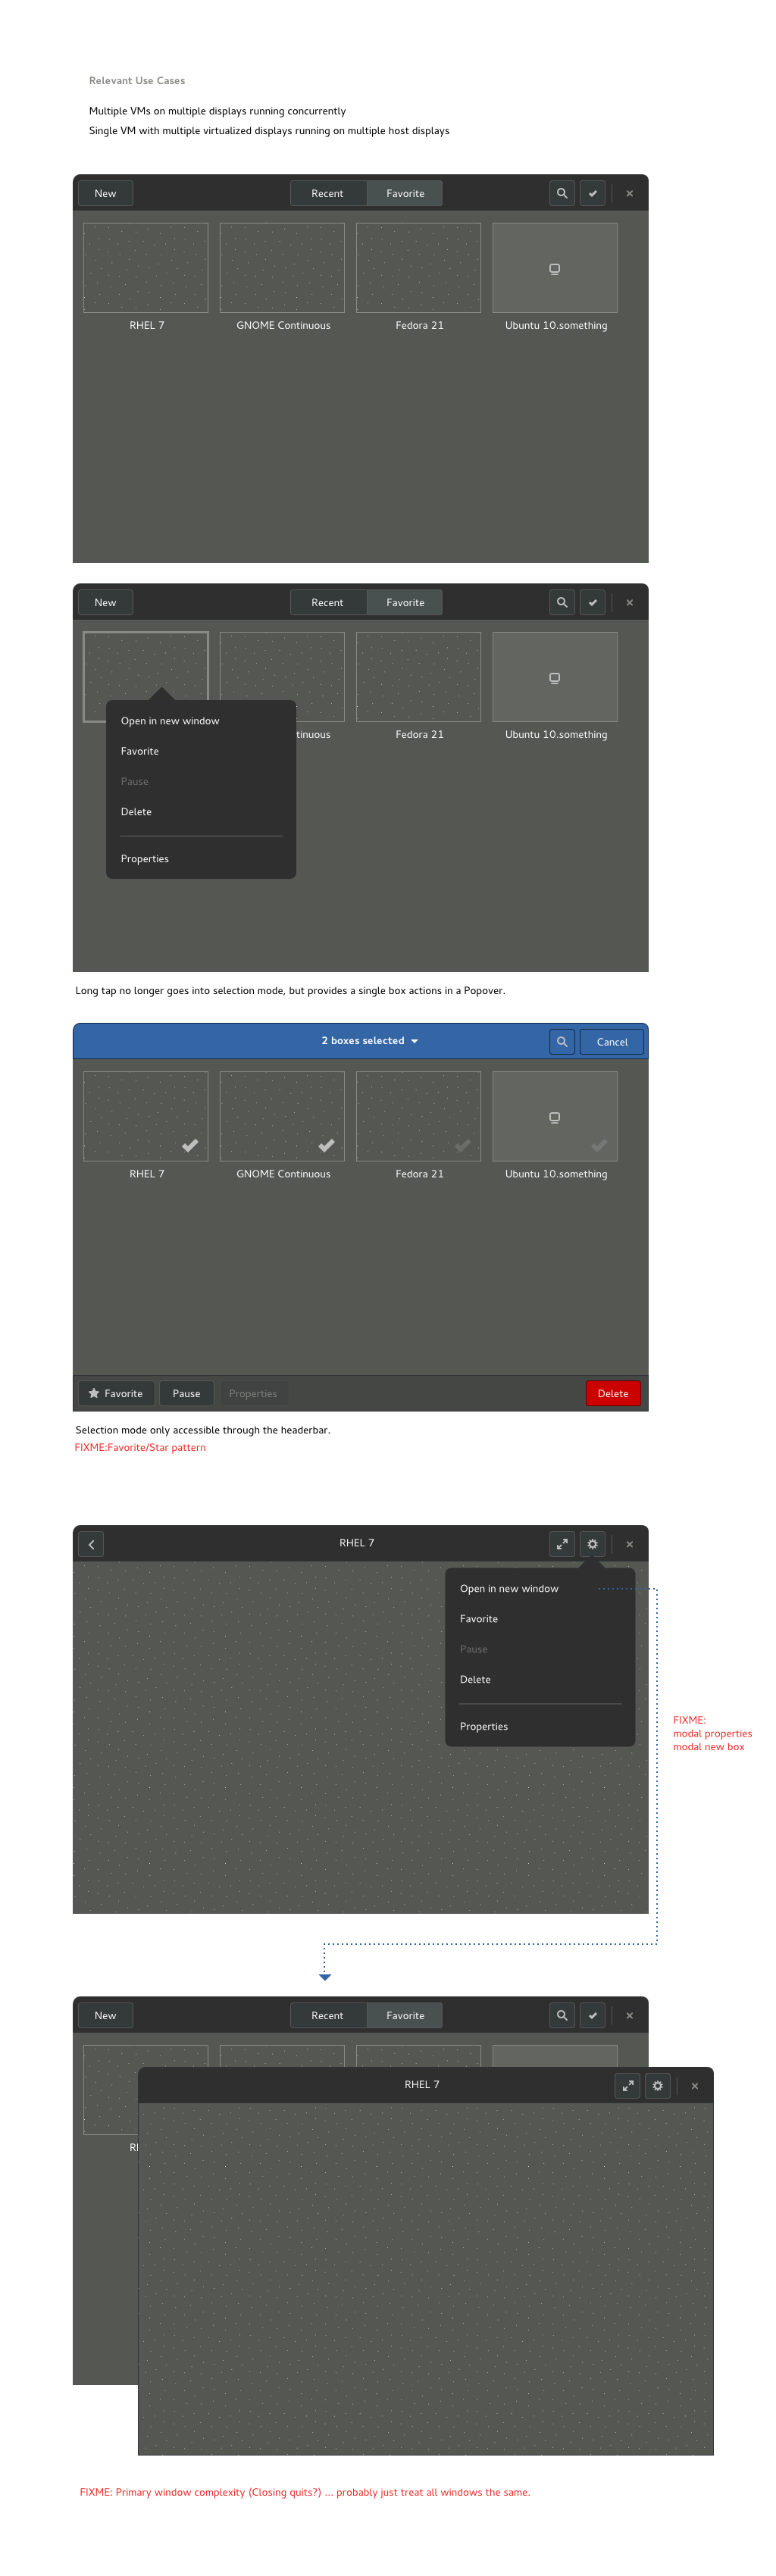 Relevant Use Cases
Multiple VMs on multiple displays running concurrently
Single VM with multiple virtualized displays running on multiple host displays
New
Recent
Favorite
RHEL 7
GNOME Continuous
Fedora 21
Ubuntu 10.something
New
Recent
Favorite
tinuous
Fedora 21
Ubuntu 10.something
Open in new window
Favorite
Pause
Delete
Properties
Long tap no longer goes into selection mode, but provides a single box actions in a Popover.
2 boxes selected
Cancel
RHEL 7
GNOME Continuous
Fedora 21
Ubuntu 10.something
Favorite
Pause
Properties
Delete
Selection mode only accessible through the headerbar.
FIXME:Favorite/Star pattern
RHEL 7
Open in new window
Favorite
Pause
Delete
Properties
FIXME:
modal properties
modal new box
New
Recent
Favorite
RHEL 7
FIXME: Primary window complexity (Closing quits?) ... probably just treat all windows the same.